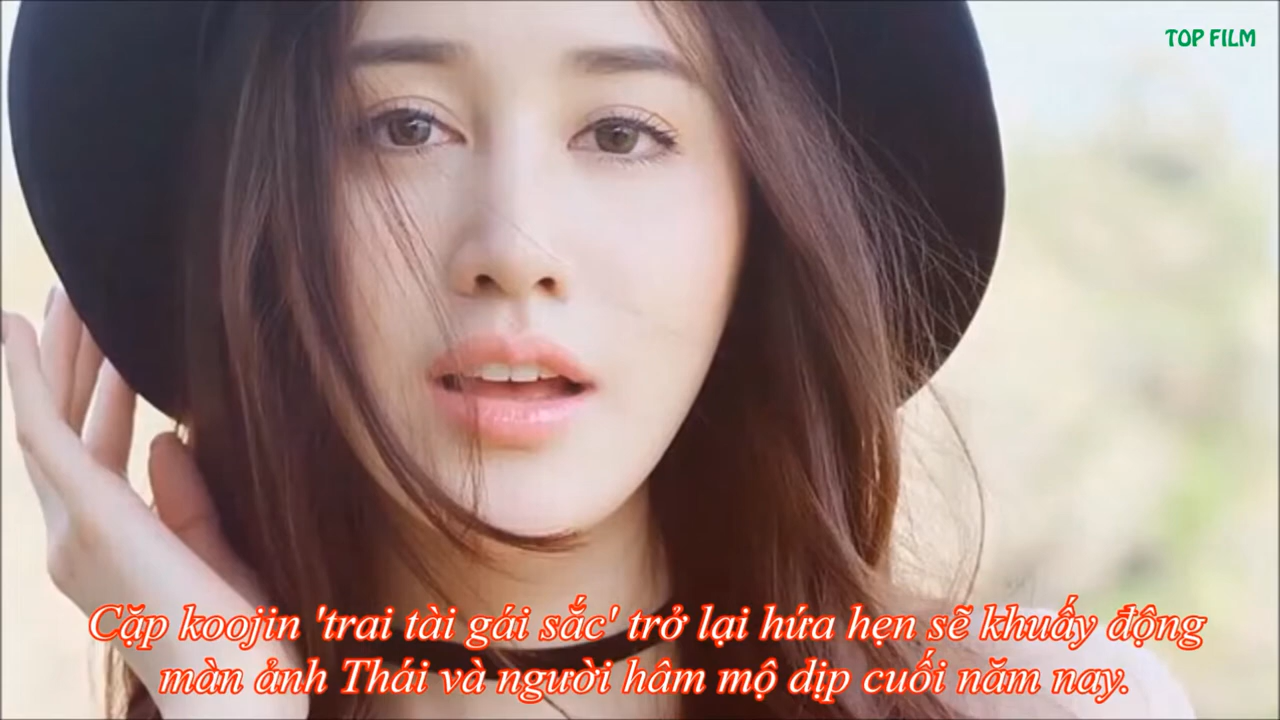 TOP FILM
Cặp koojin 'trai tài gái sắc' trở lại hứa hẹn sẽ khuấy động
màn ảnh Thái và người hâm mộ dịp cuối năm nay.